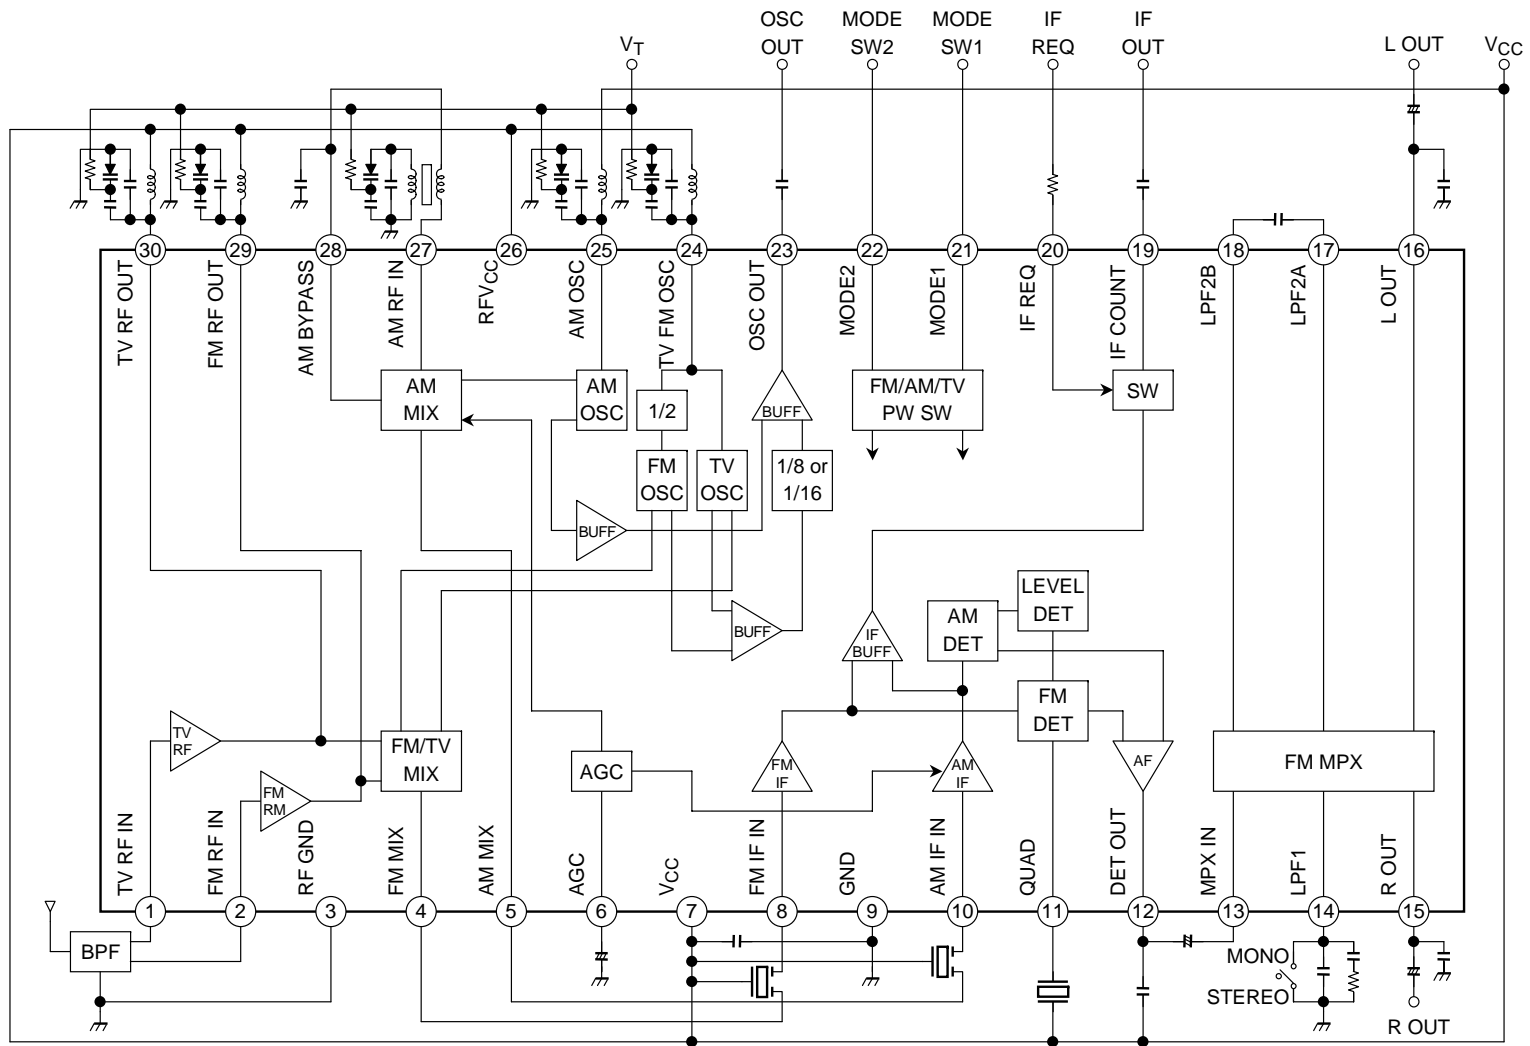 OSC
OUT
MODE
SW2
MODE
SW1
IF
REQ
IF
OUT
VT
L OUT
VCC
30
29
28
27
26
25
24
23
22
21
20
19
18
17
16
TV RF OUT
FM RF OUT
AM BYPASS
AM RF IN
RFVCC
AM OSC
TV FM OSC
OSC OUT
MODE2
MODE1
IF REQ
IF COUNT
LPF2B
LPF2A
L OUT
AM
MIX
AM
OSC
1/2
BUFF
FM/AM/TV
PW SW
SW
FM
OSC
TV
OSC
1/8 or
1/16
BUFF
BUFF
IF
BUFF
AM
DET
LEVEL
DET
FM
DET
TV
RF
FM/TV
MIX
FM
RM
AGC
FM
IF
AM
IF
AF
FM MPX
TV RF IN
FM RF IN
RF GND
FM MIX
AM MIX
AGC
VCC
FM IF IN
GND
AM IF IN
QUAD
DET OUT
MPX IN
LPF1
R OUT
1
2
3
4
5
6
7
8
9
10
11
12
13
14
15
BPF
MONO
STEREO
R OUT